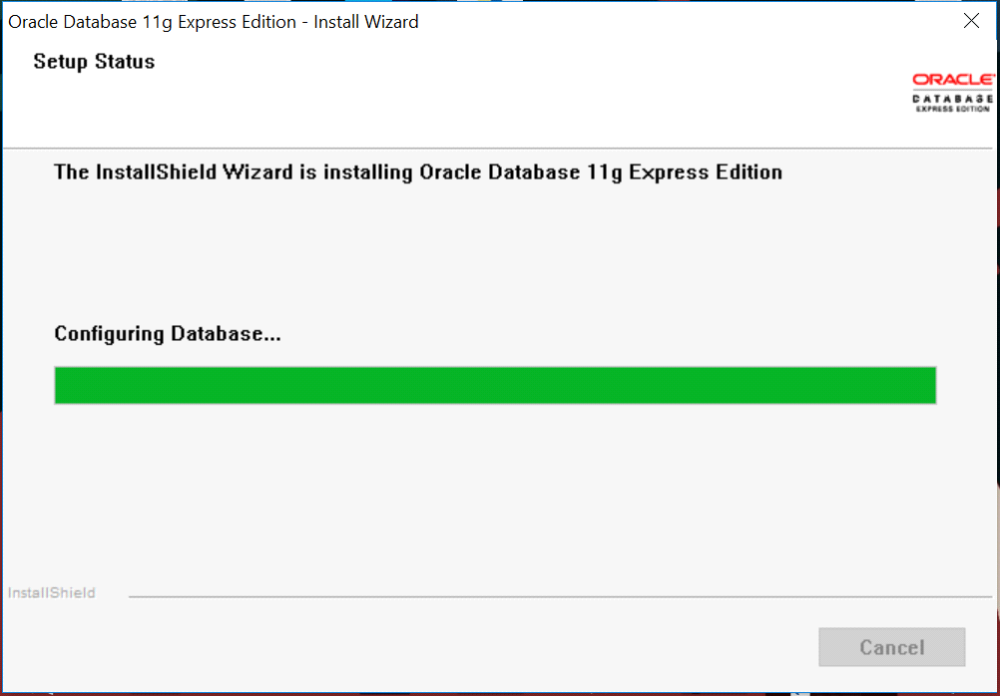 Oracle Database 11g Express Edition - Install Wizard
Setup Status
ORACLE
DATABASE
EXPRESS EDITION
The InstallShield Wizard is installing Oracle Database 11g Express Edition
Configuring Database...
InstallShield
Cancel